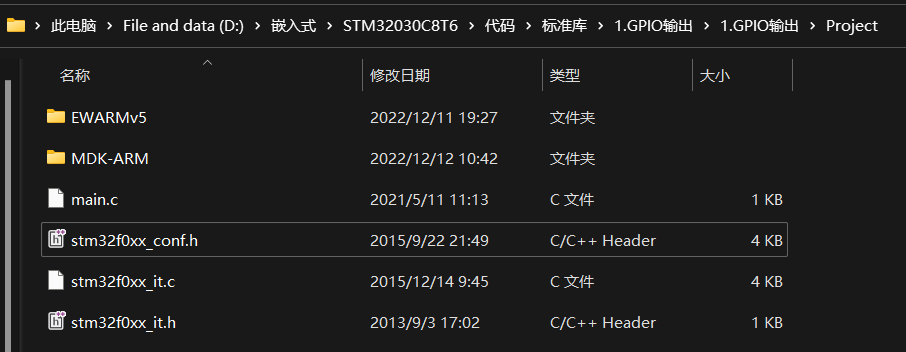 此电脑 > File and data (D:) > 嵌入式 > STM32030C8T6 > 代码 > 标准库 > 1.GPIO输出 > 1.GPIO输出 > Project
名称 修改日期 类型 大小
EWARMv5 2022/12/11 19:27 文件夹
MDK-ARM 2022/12/12 10:42 文件夹
main.c 2021/5/11 11:13 C 文件 1 KB
stm32f0xx_conf.h 2015/9/22 21:49 C/C++ Header 4 KB
stm32f0xx_it.c 2015/12/14 9:45 C 文件 4 KB
stm32f0xx_it.h 2013/9/3 17:02 C/C++ Header 1 KB